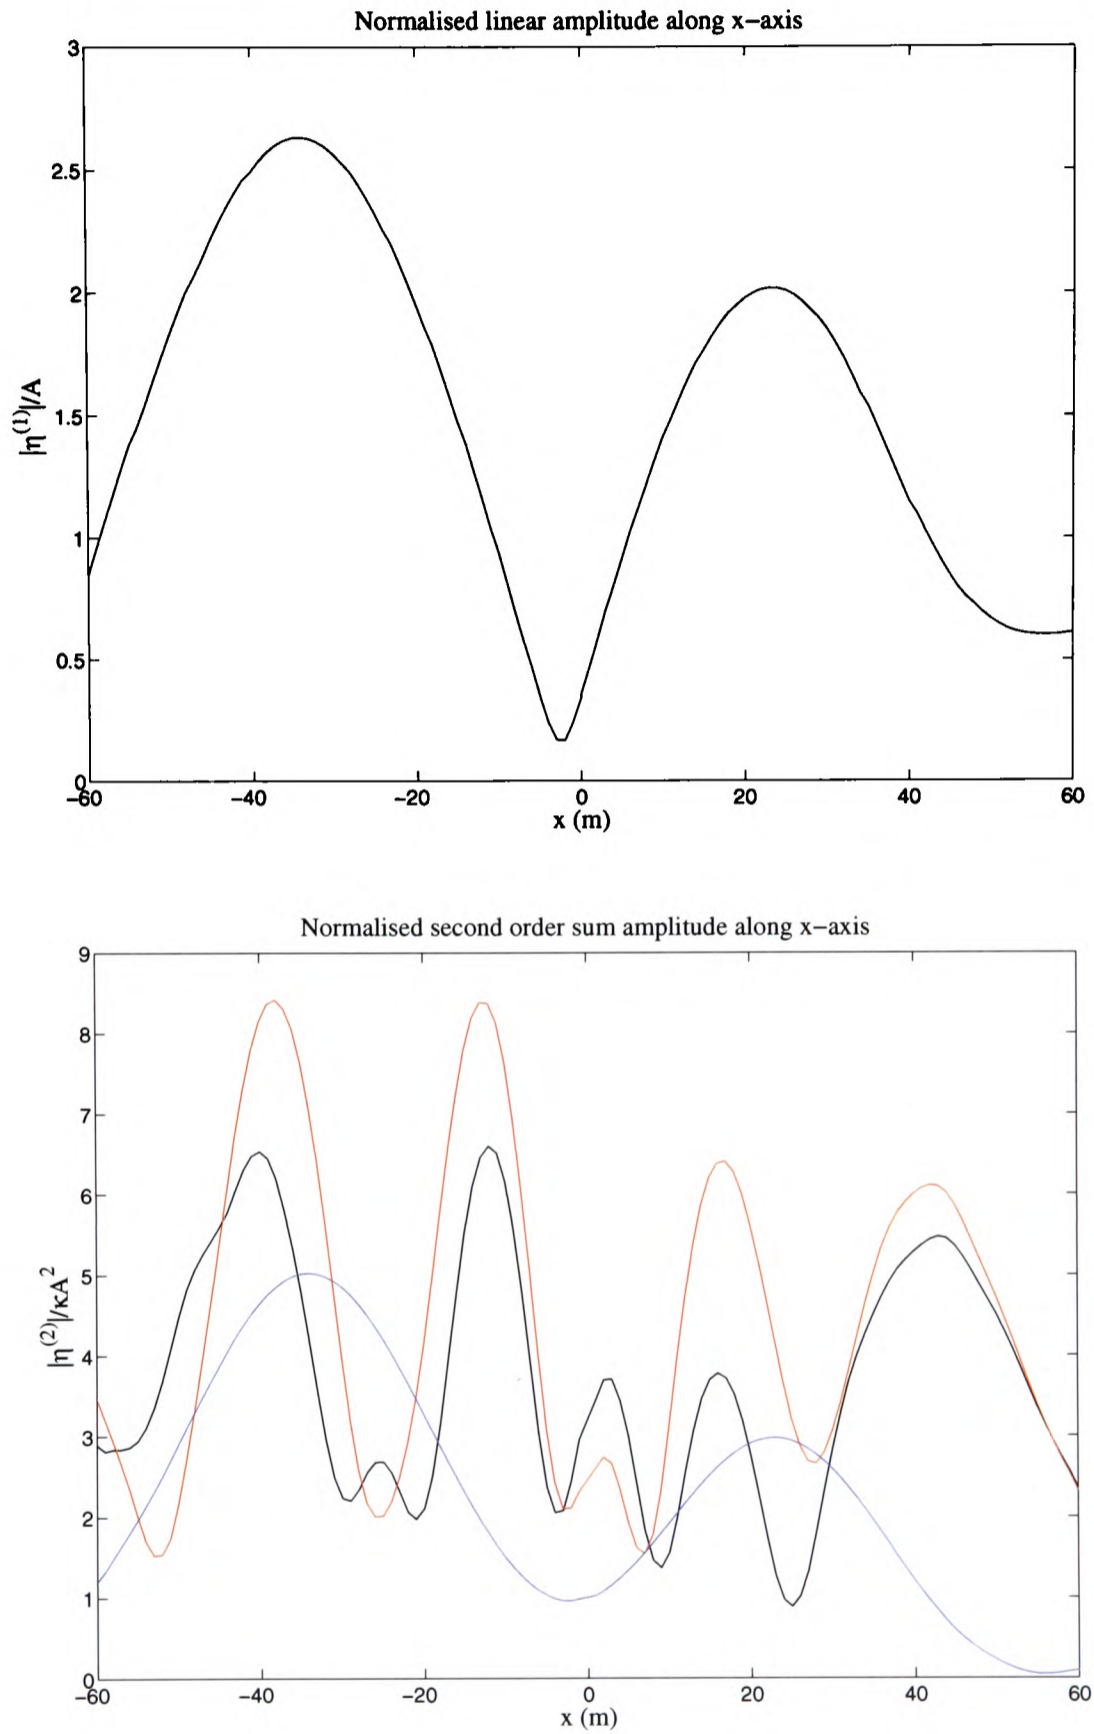 Normalised linear amplitude along x−axis
3
2.5
2
1.5
1
0.5
0
|η(1)|/A
−60 −40 −20 0 20 40 60
x (m)
Normalised second order sum amplitude along x−axis
9
8
7
6
5
4
3
2
1
0
|η(2)|/κA2
−60 −40 −20 0 20 40 60
x (m)